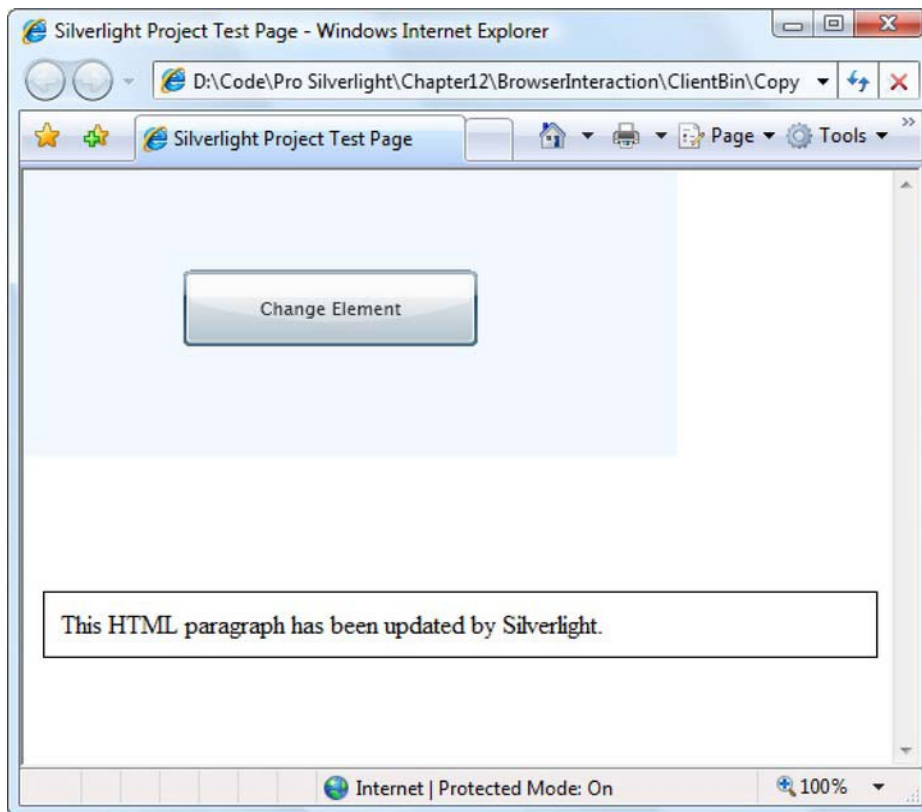 Silverlight Project Test Page - Windows Internet Explorer
D:\Code\Pro Silverlight\Chapter12\BrowserInteraction\ClientBin\Copy
Silverlight Project Test Page
Page
Tools
Change Element
This HTML paragraph has been updated by Silverlight.
Internet | Protected Mode: On
100%